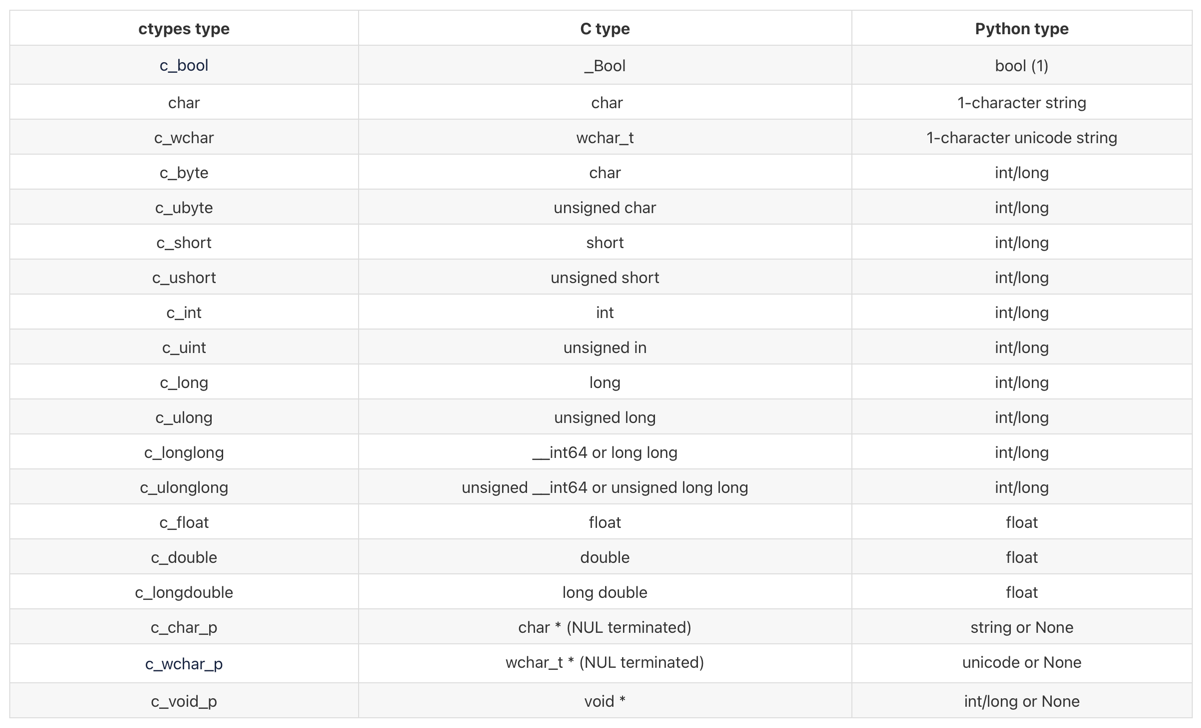 ctypes type C type Python type
c_bool _Bool bool (1)
char char 1-character string
c_wchar wchar_t 1-character unicode string
c_byte char int/long
c_ubyte unsigned char int/long
c_short short int/long
c_ushort unsigned short int/long
c_int int int/long
c_uint unsigned in int/long
c_long long int/long
c_ulong unsigned long int/long
c_longlong __int64 or long long int/long
c_ulonglong unsigned __int64 or unsigned long long int/long
c_float float float
c_double double float
c_longdouble long double float
c_char_p char * (NUL terminated) string or None
c_wchar_p wchar_t * (NUL terminated) unicode or None
c_void_p void * int/long or None